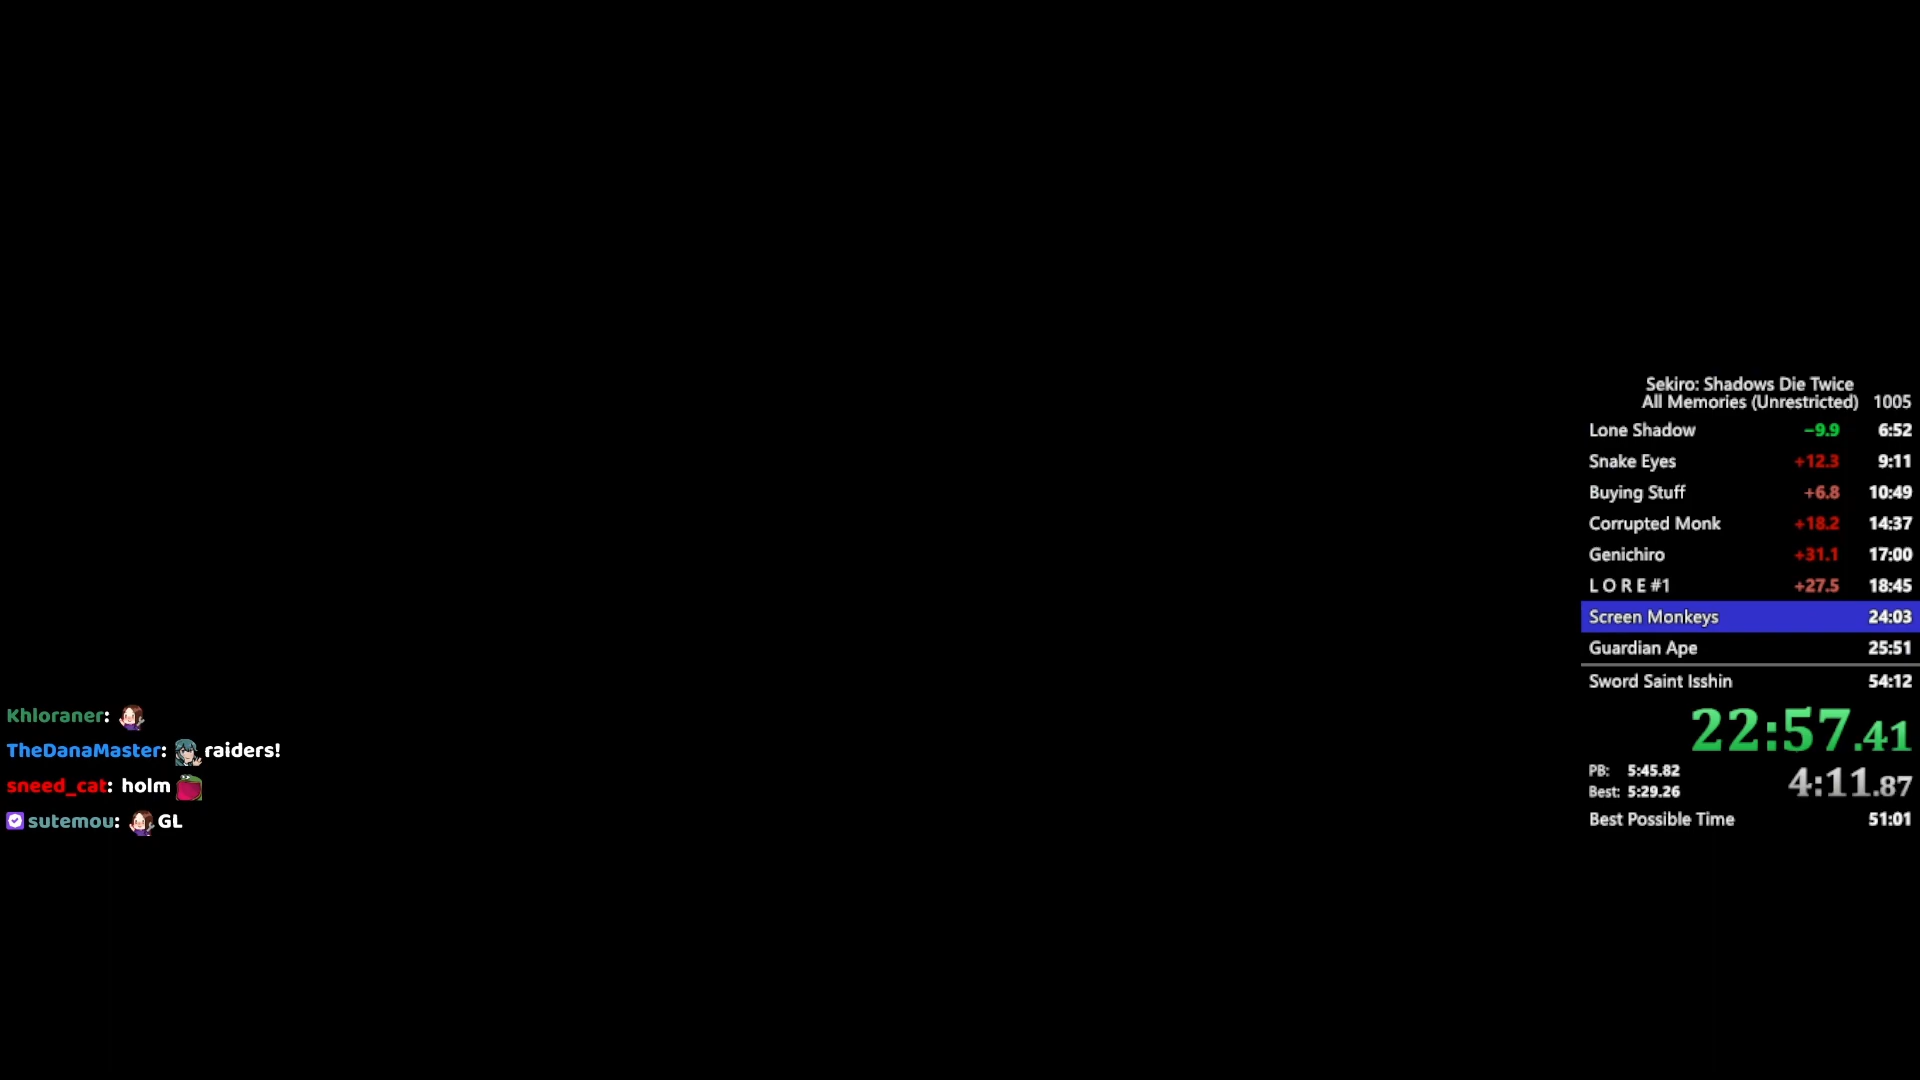 Sekiro: Shadows Die Twice
All Memories (Unrestricted) 1005
Lone Shadow −9.9 6:52
Snake Eyes +12.3 9:11
Buying Stuff +6.8 10:49
Corrupted Monk +18.2 14:37
Genichiro +31.1 17:00
L O R E #1 +27.5 18:45
Screen Monkeys 24:03
Guardian Ape 25:51
Sword Saint Isshin 54:12
22:57.41
PB: 5:45.82
Best: 5:29.26
4:11.87
Best Possible Time 51:01
Khloraner:
TheDanaMaster: raiders!
sneed_cat: holm
sutemou: GL